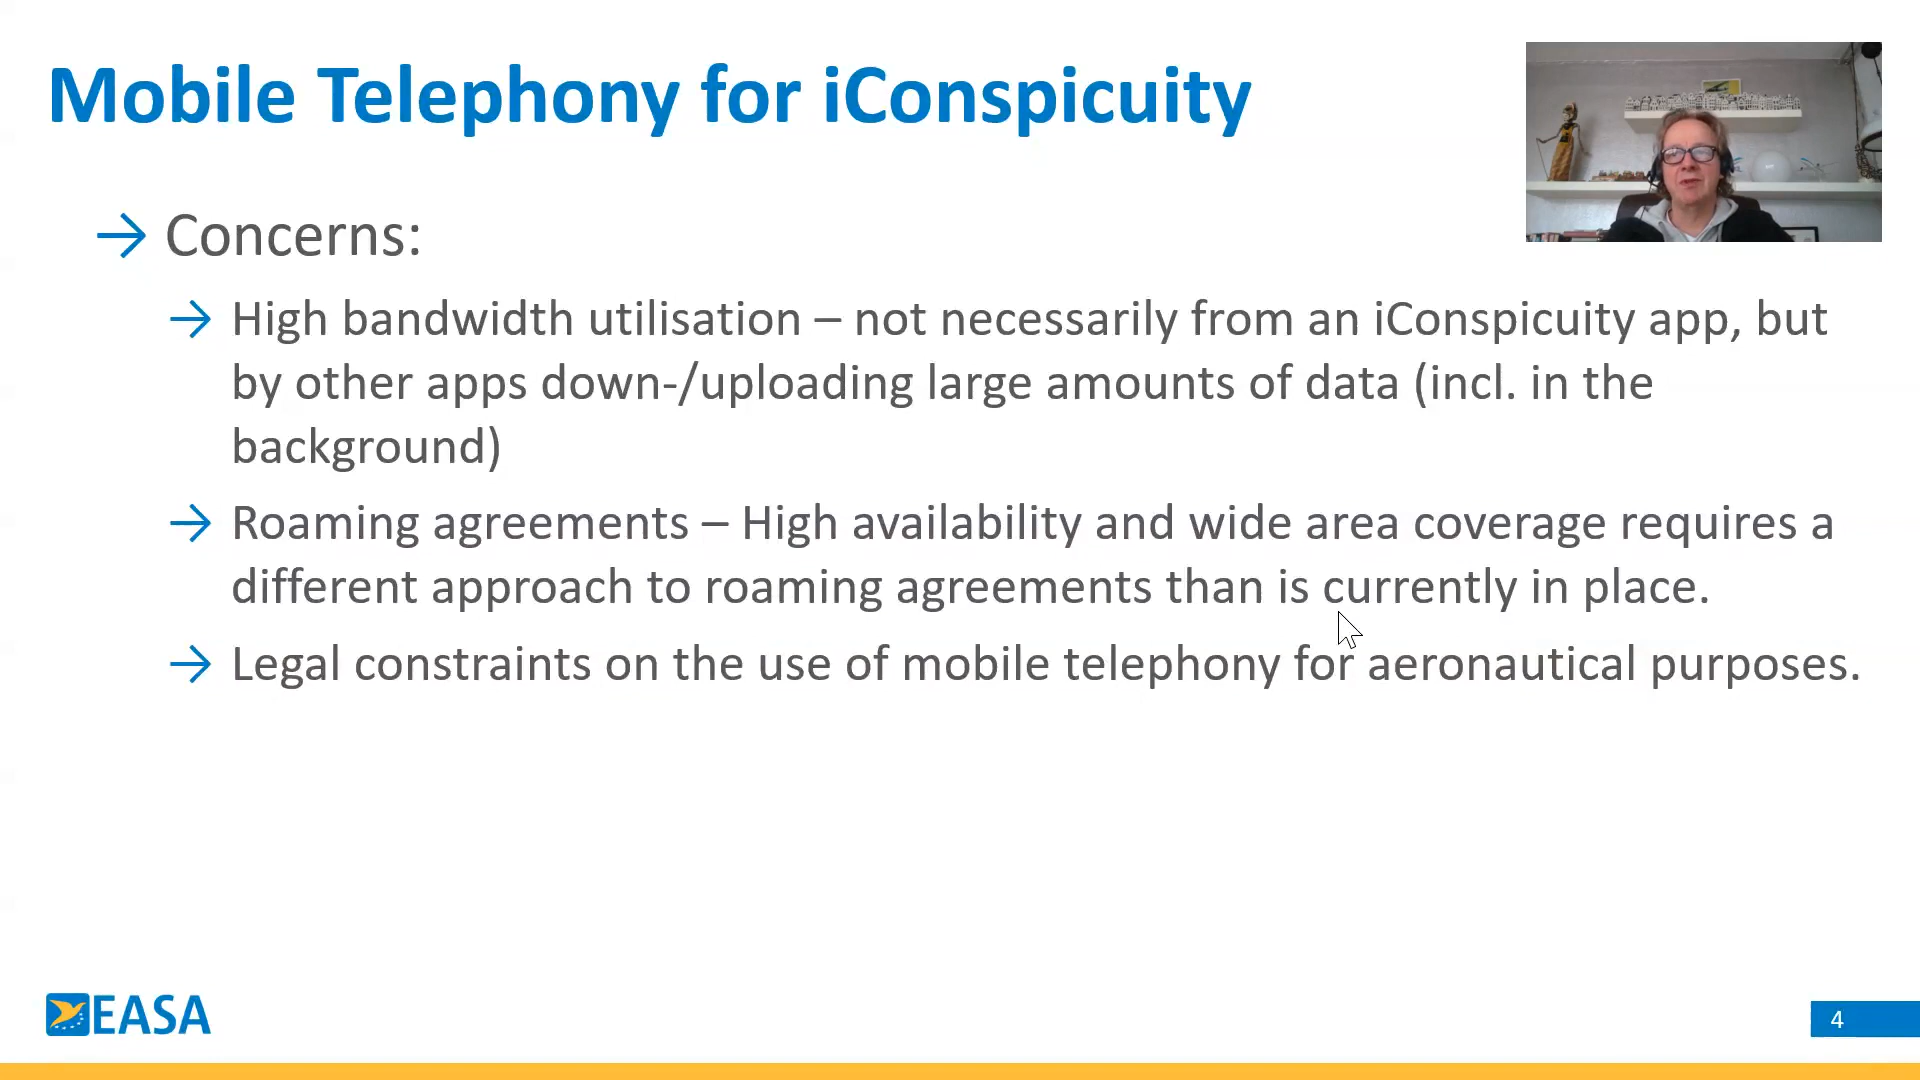 Mobile Telephony for iConspicuity
→ Concerns:
→ High bandwidth utilisation – not necessarily from an iConspicuity app, but
by other apps down-/uploading large amounts of data (incl. in the
background)
→ Roaming agreements – High availability and wide area coverage requires a
different approach to roaming agreements than is currently in place.
→ Legal constraints on the use of mobile telephony for aeronautical purposes.
EASA
4